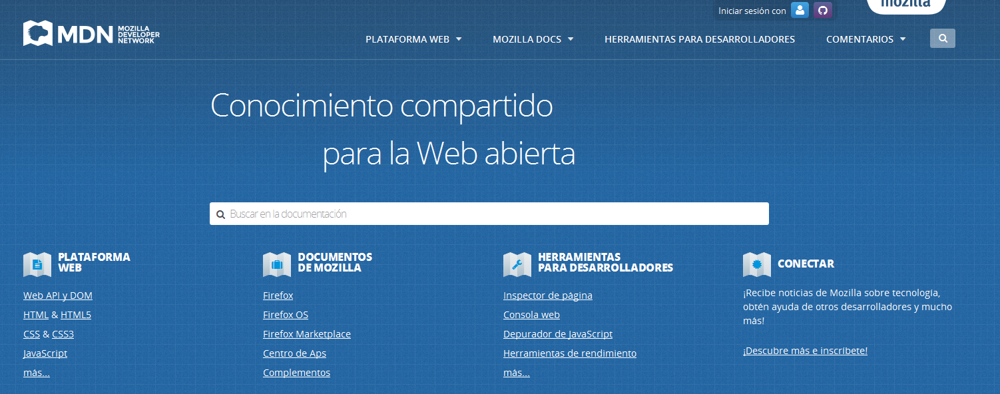 Iniciar sesión con
mozilla
MDN MOZILLA
DEVELOPER
NETWORK
PLATAFORMA WEB
MOZILLA DOCS
HERRAMIENTAS PARA DESARROLLADORES
COMENTARIOS
Conocimiento compartido
para la Web abierta
Buscar en la documentación
PLATAFORMA
WEB
Web API y DOM
HTML & HTML5
CSS & CSS3
JavaScript
más...
DOCUMENTOS
DE MOZILLA
Firefox
Firefox OS
Firefox Marketplace
Centro de Aps
Complementos
HERRAMIENTAS
PARA DESARROLLADORES
Inspector de página
Consola web
Depurador de JavaScript
Herramientas de rendimiento
más...
CONECTAR
¡Recibe noticias de Mozilla sobre tecnología,
obtén ayuda de otros desarrolladores y mucho
más!
¡Descubre más e inscríbete!